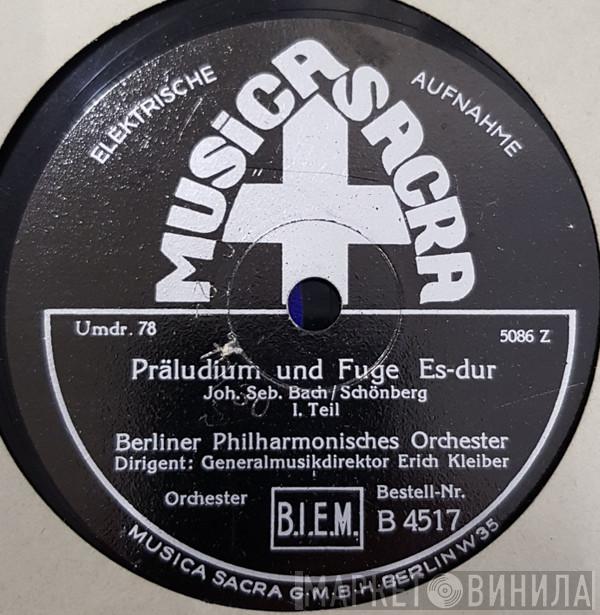 ELEKTRISCHE AUFNAHME
MUSICA SACRA
Umdr. 78
5086 Z
Präludium und Fuge Es-dur
Joh. Seb. Bach/Schönberg
I. Teil
Berliner Philharmonisches Orchester
Dirigent: Generalmusikdirektor Erich Kleiber
Orchester
B.I.E.M.
Bestell-Nr.
B 4517
MUSICA SACRA G·M·B·H·BERLIN W 35
МАРКЕТ ВИНИЛА